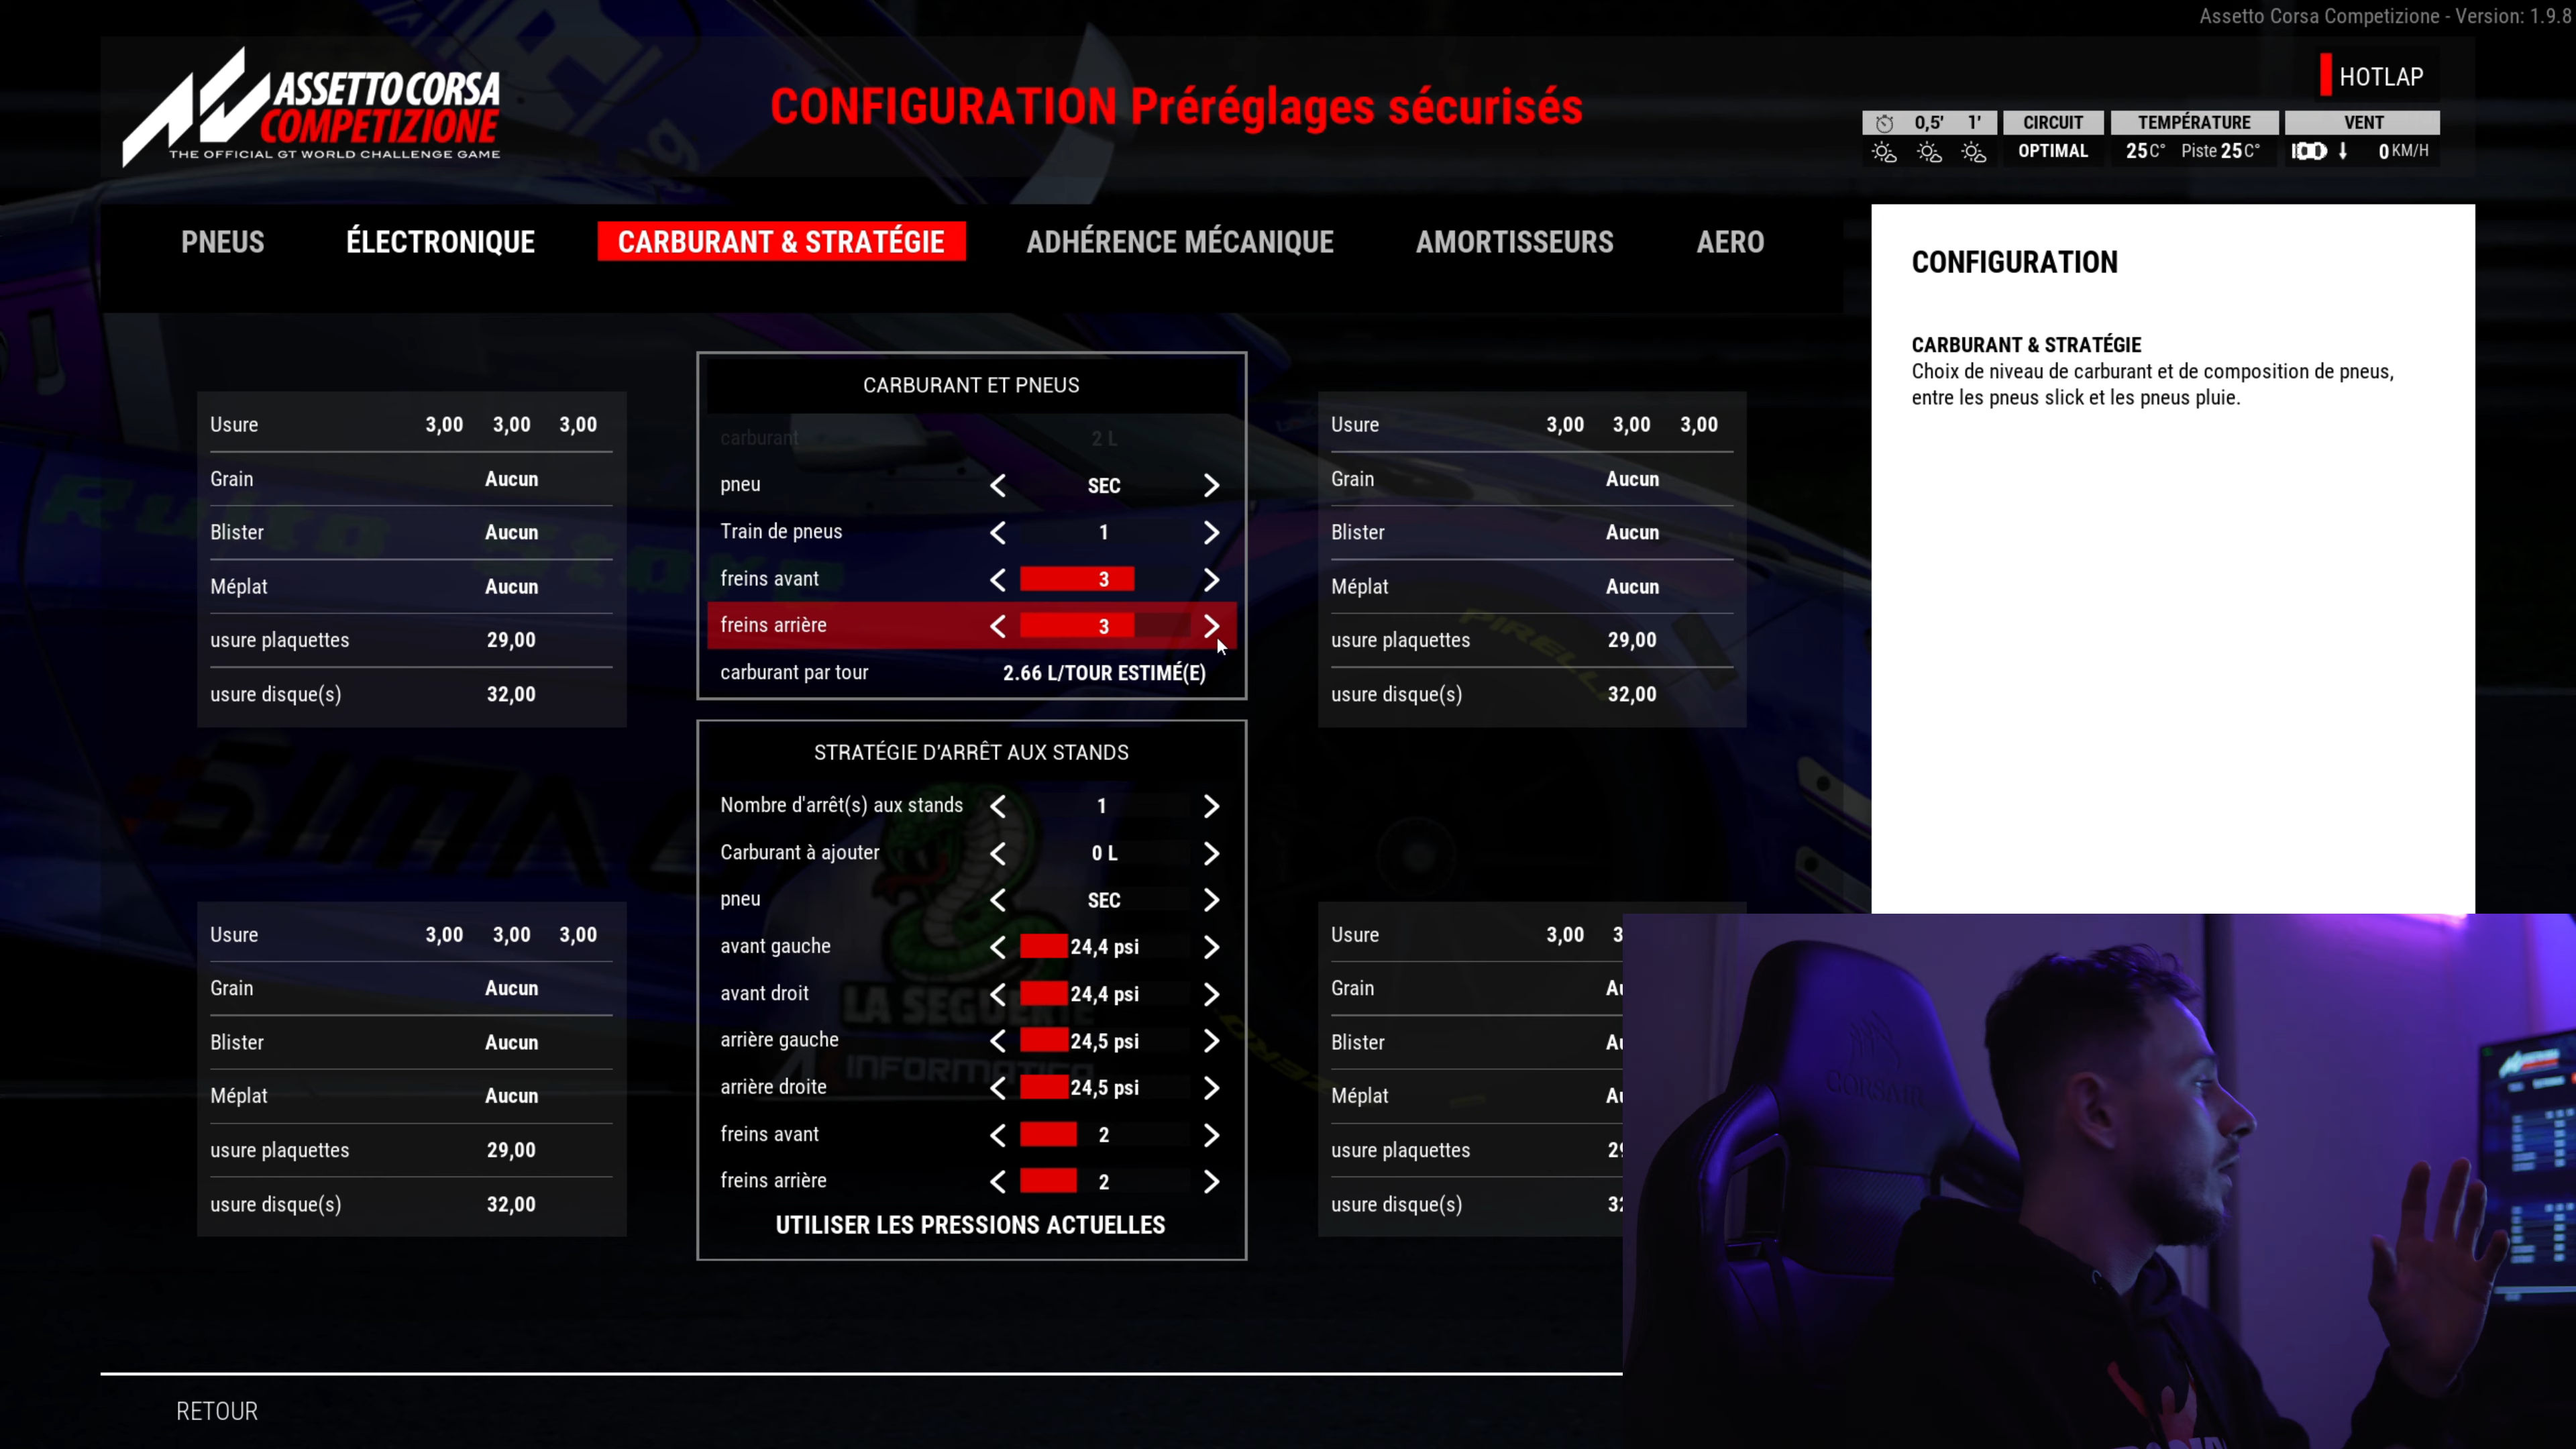 Assetto Corsa Competizione - Version: 1.9.8
ASSETTO CORSA
COMPETIZIONE
THE OFFICIAL GT WORLD CHALLENGE GAME
CONFIGURATION Préréglages sécurisés
HOTLAP
0,5' 1' CIRCUIT TEMPÉRATURE VENT
OPTIMAL 25C° Piste 25C° 0 KM/H
PNEUS ÉLECTRONIQUE CARBURANT & STRATÉGIE ADHÉRENCE MÉCANIQUE AMORTISSEURS AERO
Usure 3,00 3,00 3,00
Grain Aucun
Blister Aucun
Méplat Aucun
usure plaquettes 29,00
usure disque(s) 32,00
CARBURANT ET PNEUS
carburant 2 L
pneu SEC
Train de pneus 1
freins avant 3
freins arrière 3
carburant par tour 2.66 L/TOUR ESTIMÉ(E)
Usure 3,00 3,00 3,00
Grain Aucun
Blister Aucun
Méplat Aucun
usure plaquettes 29,00
usure disque(s) 32,00
CONFIGURATION
CARBURANT & STRATÉGIE
Choix de niveau de carburant et de composition de pneus,
entre les pneus slick et les pneus pluie.
Usure 3,00 3,00 3,00
Grain Aucun
Blister Aucun
Méplat Aucun
usure plaquettes 29,00
usure disque(s) 32,00
STRATÉGIE D'ARRÊT AUX STANDS
Nombre d'arrêt(s) aux stands 1
Carburant à ajouter 0 L
pneu SEC
avant gauche 24,4 psi
avant droit 24,4 psi
arrière gauche 24,5 psi
arrière droite 24,5 psi
freins avant 2
freins arrière 2
UTILISER LES PRESSIONS ACTUELLES
Usure 3,00
Grain
Blister
Méplat
usure plaquettes
usure disque(s)
PIRELLI
LA SEGUERIE
INFORMATICA
CORSAIR
RETOUR